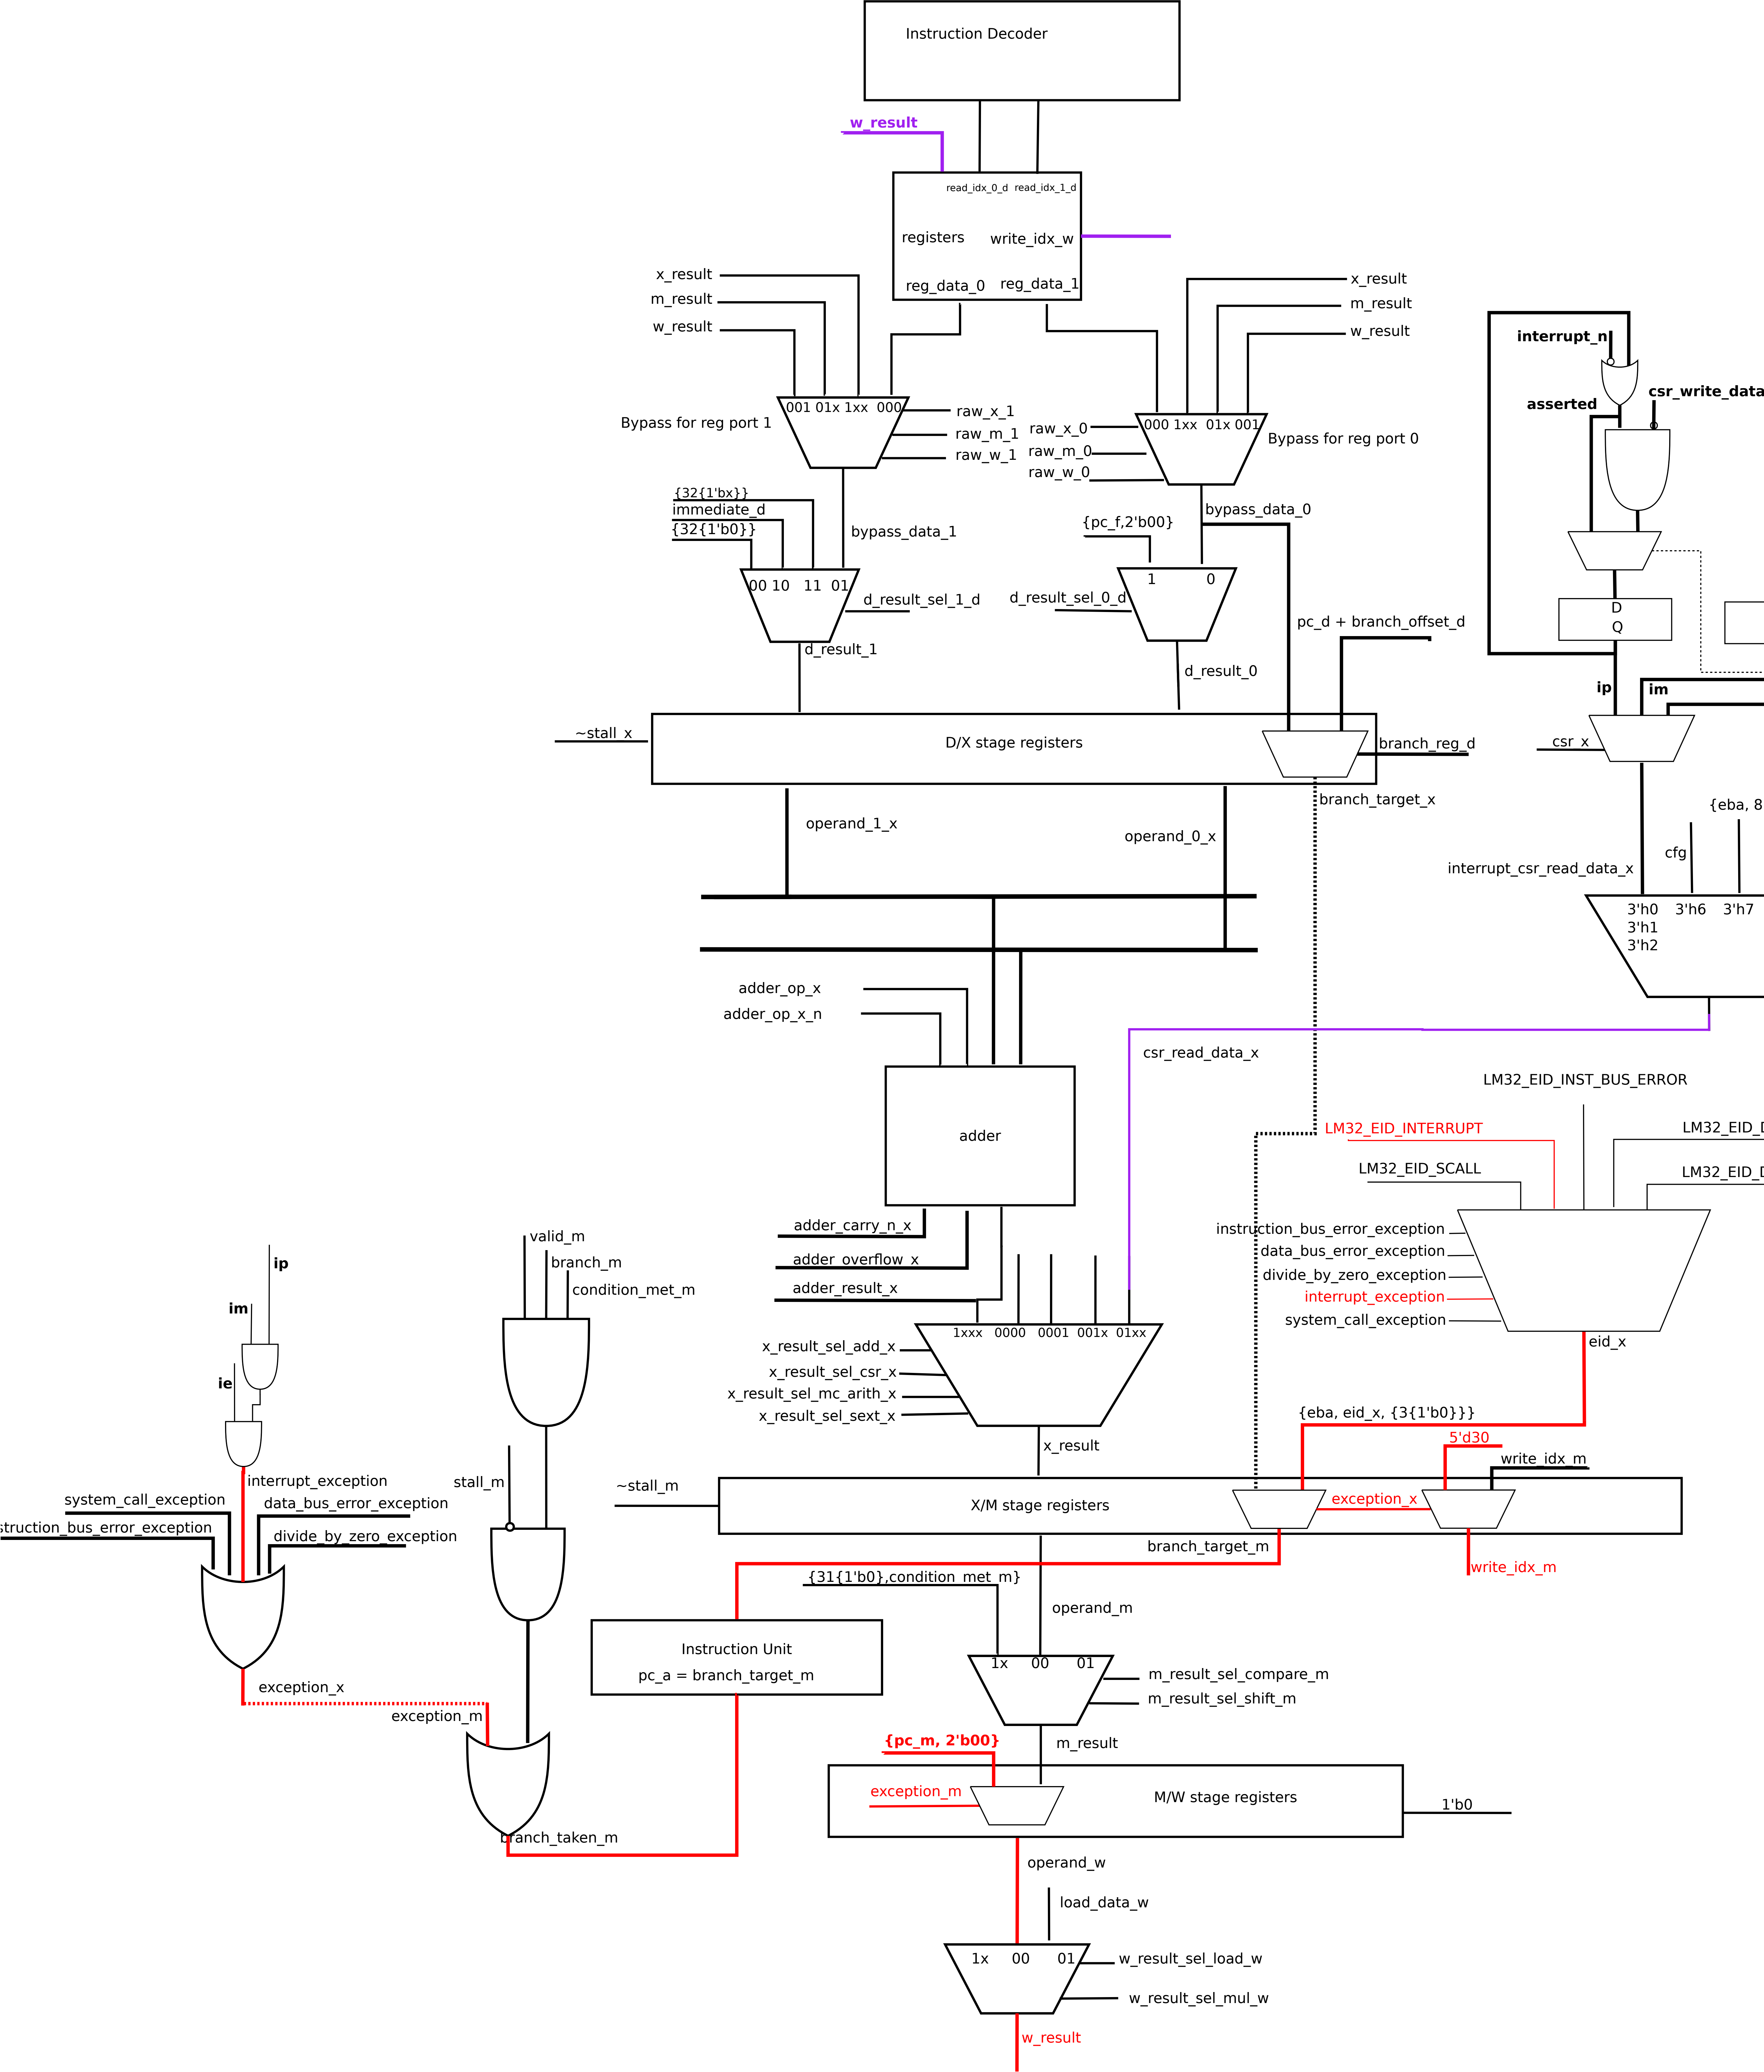 Instruction Decoder
w_result
read_idx_0_d read_idx_1_d
registers write_idx_w
reg_data_0 reg_data_1
x_result
m_result
w_result
x_result
m_result
w_result
001 01x 1xx 000
Bypass for reg port 1
raw_x_1
raw_m_1
raw_w_1
raw_x_0
raw_m_0
raw_w_0
000 1xx 01x 001
Bypass for reg port 0
interrupt_n
csr_write_data
asserted
D
Q
ip
im
csr_x
{32{1'bx}}
immediate_d
{32{1'b0}}
bypass_data_1
{pc_f,2'b00}
bypass_data_0
00 10 11 01
d_result_sel_1_d
d_result_sel_0_d
1 0
pc_d + branch_offset_d
d_result_1
d_result_0
~stall_x
D/X stage registers
branch_reg_d
branch_target_x
operand_1_x
operand_0_x
{eba, 8
cfg
interrupt_csr_read_data_x
3'h0 3'h6 3'h7
3'h1
3'h2
adder_op_x
adder_op_x_n
csr_read_data_x
adder
LM32_EID_INST_BUS_ERROR
LM32_EID_INTERRUPT
LM32_EID_D
LM32_EID_SCALL
LM32_EID_D
instruction_bus_error_exception
data_bus_error_exception
divide_by_zero_exception
interrupt_exception
system_call_exception
eid_x
adder_carry_n_x
adder_overflow_x
adder_result_x
1xxx 0000 0001 001x 01xx
x_result_sel_add_x
x_result_sel_csr_x
x_result_sel_mc_arith_x
x_result_sel_sext_x
x_result
valid_m
branch_m
condition_met_m
ip
im
ie
interrupt_exception
system_call_exception
data_bus_error_exception
struction_bus_error_exception
divide_by_zero_exception
stall_m
~stall_m
X/M stage registers
{eba, eid_x, {3{1'b0}}}
5'd30
write_idx_m
exception_x
branch_target_m
write_idx_m
{31{1'b0},condition_met_m}
operand_m
Instruction Unit
pc_a = branch_target_m
1x 00 01
m_result_sel_compare_m
m_result_sel_shift_m
exception_x
exception_m
{pc_m, 2'b00}
m_result
exception_m
M/W stage registers
1'b0
branch_taken_m
operand_w
load_data_w
1x 00 01
w_result_sel_load_w
w_result_sel_mul_w
w_result